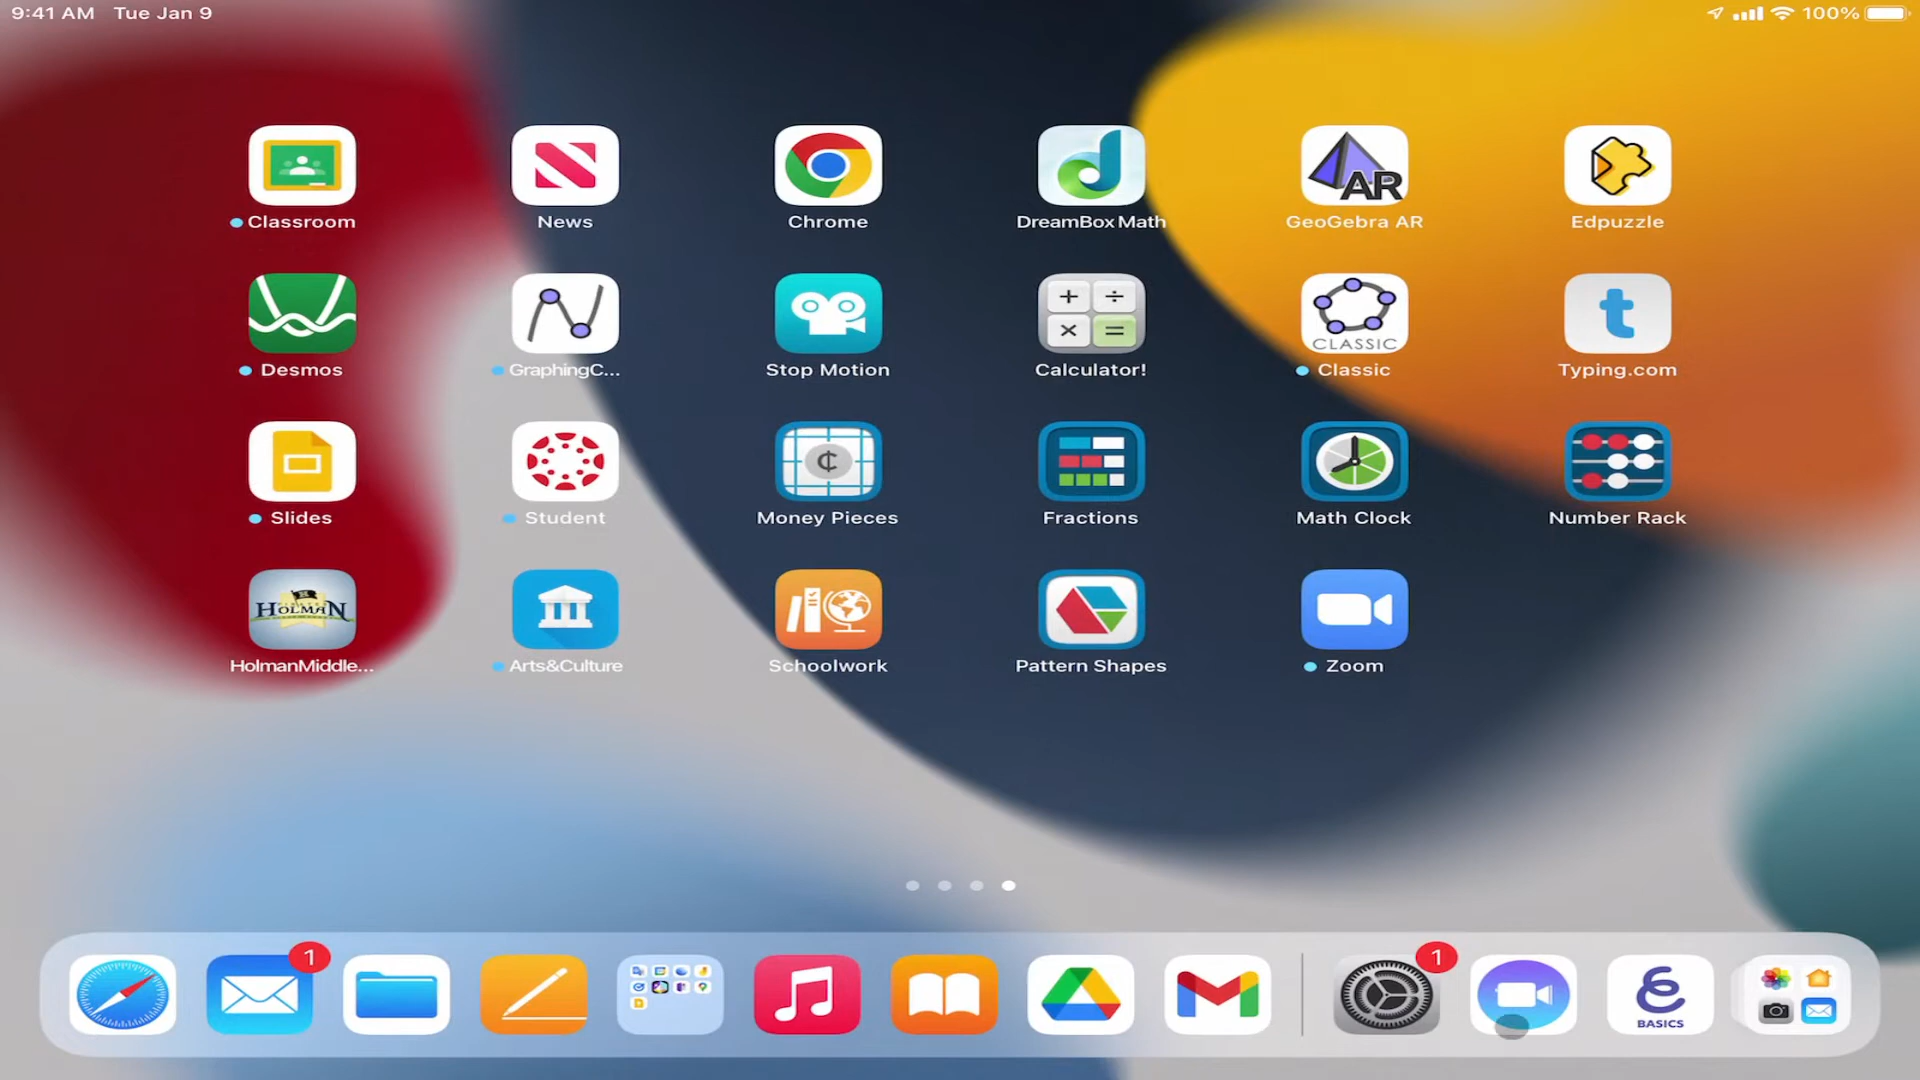 9:41 AM Tue Jan 9
100%
AR
Classroom
News
Chrome
DreamBox Math
GeoGebra AR
Edpuzzle
CLASSIC
Desmos
GraphingC...
Stop Motion
Calculator!
Classic
Typing.com
Slides
Student
Money Pieces
Fractions
Math Clock
Number Rack
HOLMAN
HolmanMiddle...
Arts&Culture
Schoolwork
Pattern Shapes
Zoom
1
1
BASICS